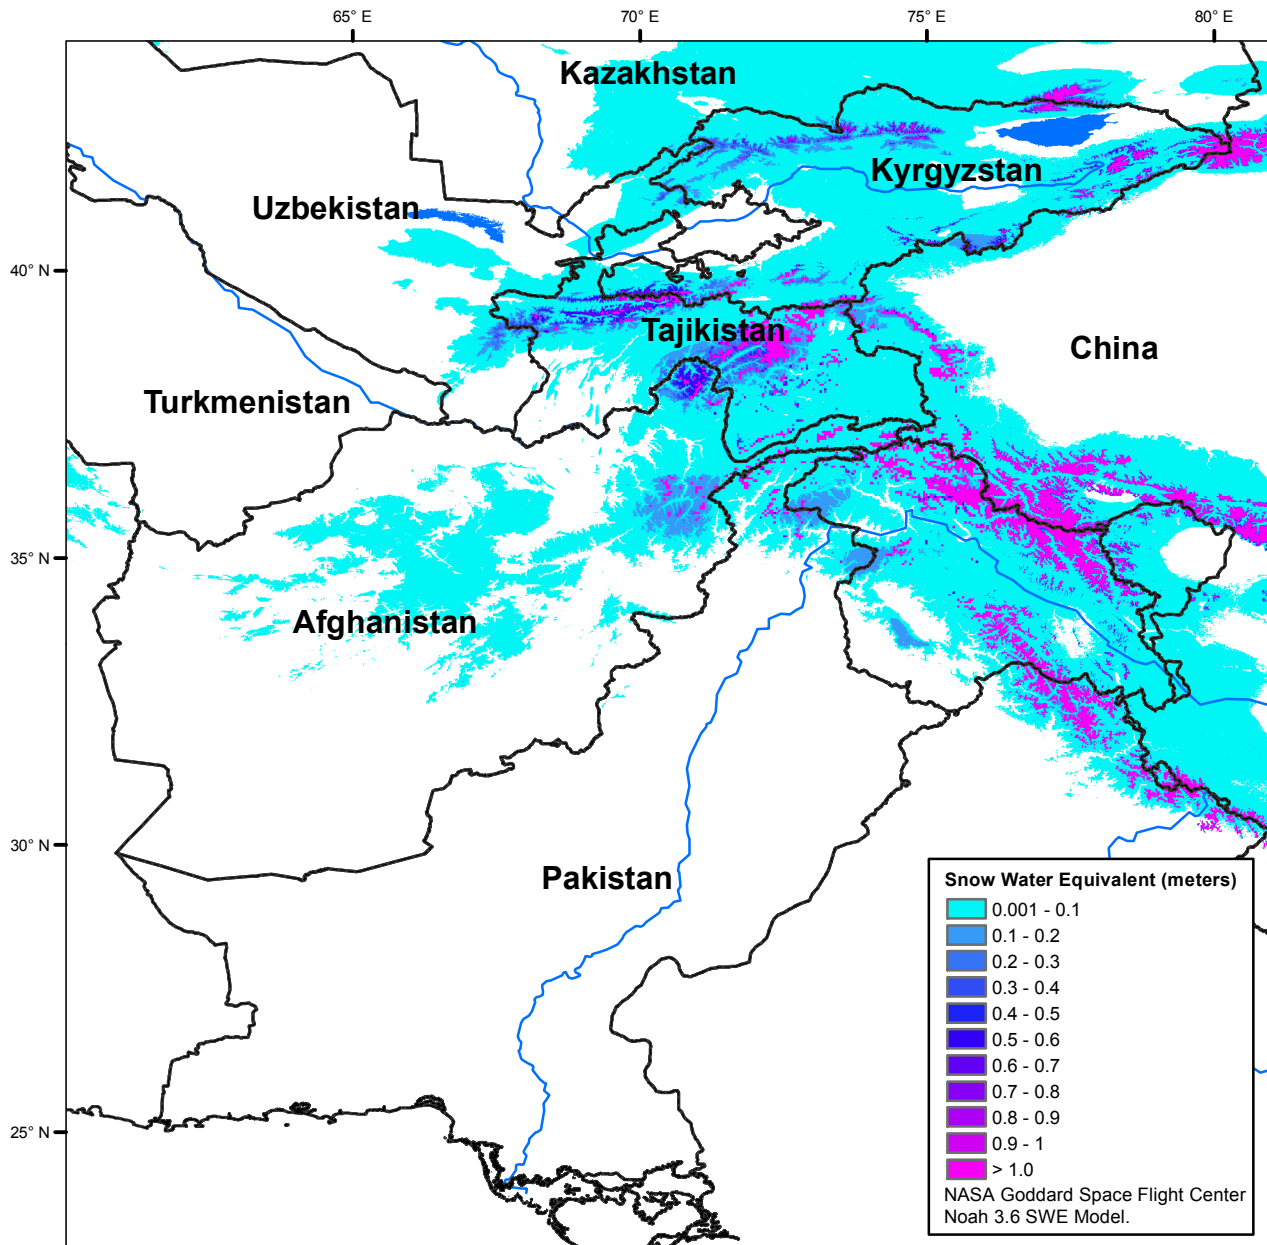 65° E 70° E 75° E 80° E
Kazakhstan
Kyrgyzstan
Uzbekistan
40° N
Tajikistan
China
Turkmenistan
35° N
Afghanistan
30° N
Pakistan
Snow Water Equivalent (meters)
0.001 - 0.1
0.1 - 0.2
0.2 - 0.3
0.3 - 0.4
0.4 - 0.5
0.5 - 0.6
0.6 - 0.7
0.7 - 0.8
0.8 - 0.9
0.9 - 1
> 1.0
25° N
NASA Goddard Space Flight Center
Noah 3.6 SWE Model.